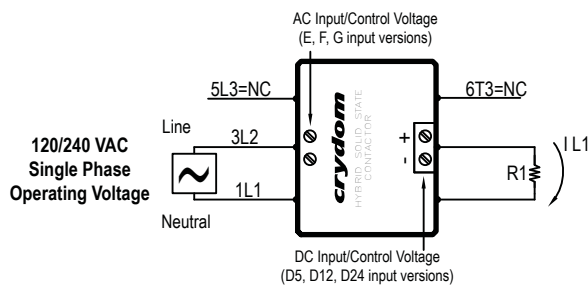 AC Input/Control Voltage
(E, F, G input versions)
5L3=NC
6T3=NC
120/240 VAC
Single Phase
Operating Voltage
Line
3L2
1L1
Neutral
crydom
HYBRID SOLID STATE
CONTACTOR
+
-
R1
I L1
DC Input/Control Voltage
(D5, D12, D24 input versions)